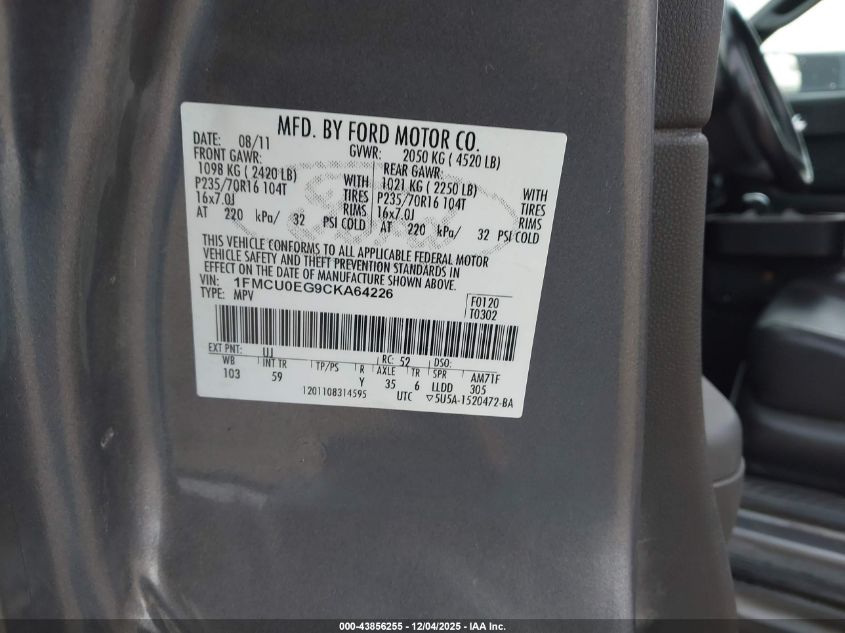 MFD. BY FORD MOTOR CO.
DATE: 08/11 GVWR: 2050 KG ( 4520 LB)
FRONT GAWR: REAR GAWR:
1098 KG ( 2420 LB) WITH 1021 KG ( 2250 LB) WITH
P235/70R16 104T TIRES P235/70R16 104T TIRES
16x7.0J RIMS 16x7.0J RIMS
AT 220 kPa/ 32 PSI COLD AT 220 kPa/ 32 PSI COLD
THIS VEHICLE CONFORMS TO ALL APPLICABLE FEDERAL MOTOR
VEHICLE SAFETY AND THEFT PREVENTION STANDARDS IN
EFFECT ON THE DATE OF MANUFACTURE SHOWN ABOVE.
VIN: 1FMCU0EG9CKA64226 F0120
TYPE: MPV T0302
EXT PNT: UJ RC: 52 DSO:
WB INT TR TP/PS R AXLE TR SPR AM71F
103 59 Y 35 6 LLDD 305
1201108314595 UTC ▽5U5A-1520472-BA
000-43856255 - 12/04/2025 - IAA Inc.